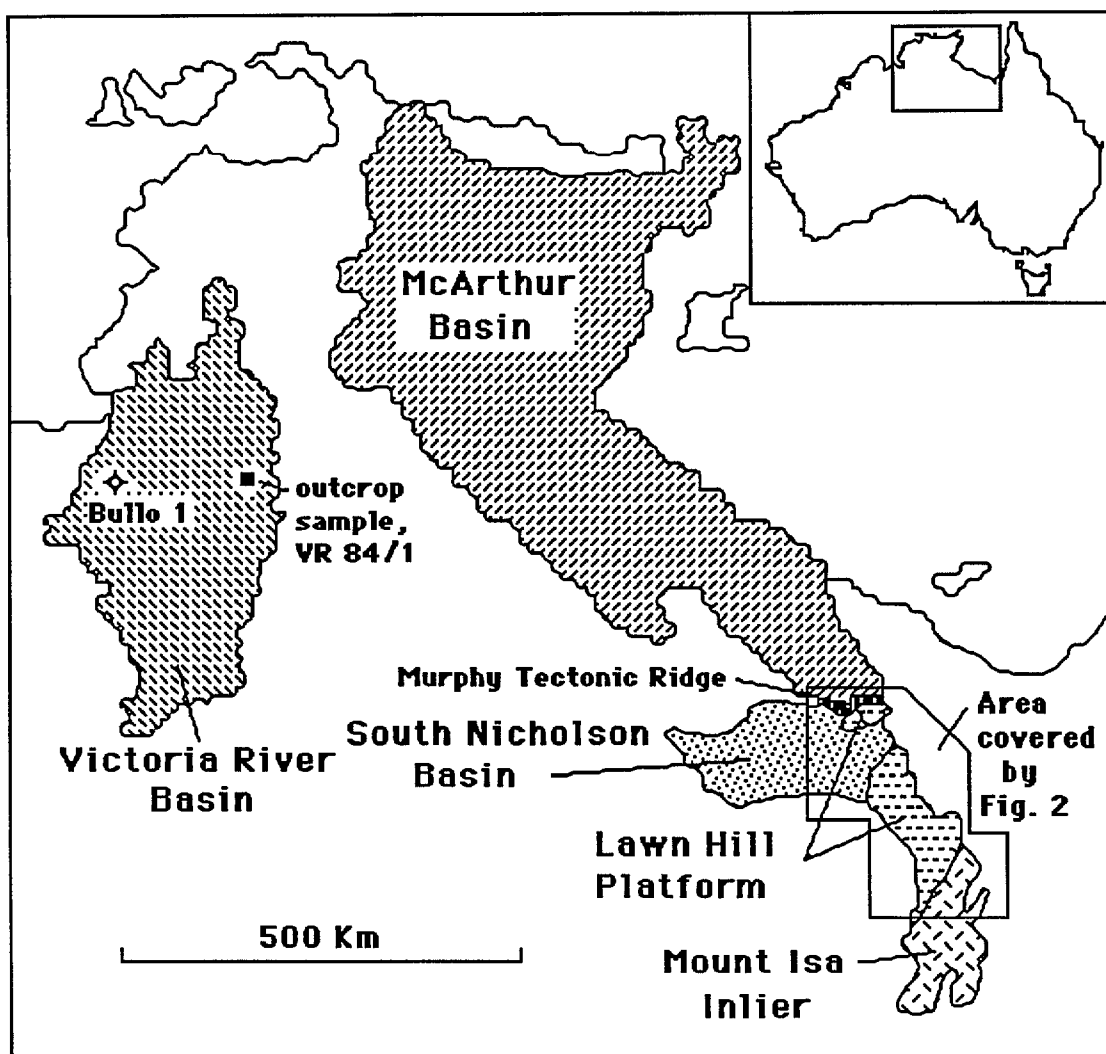 McArthur
Basin
Bullo 1
outcrop
sample,
VR 84/1
Murphy Tectonic Ridge
Area
covered
by
Fig. 2
South Nicholson
Basin
Victoria River
Basin
Lawn Hill
Platform
500 Km
Mount Isa
Inlier